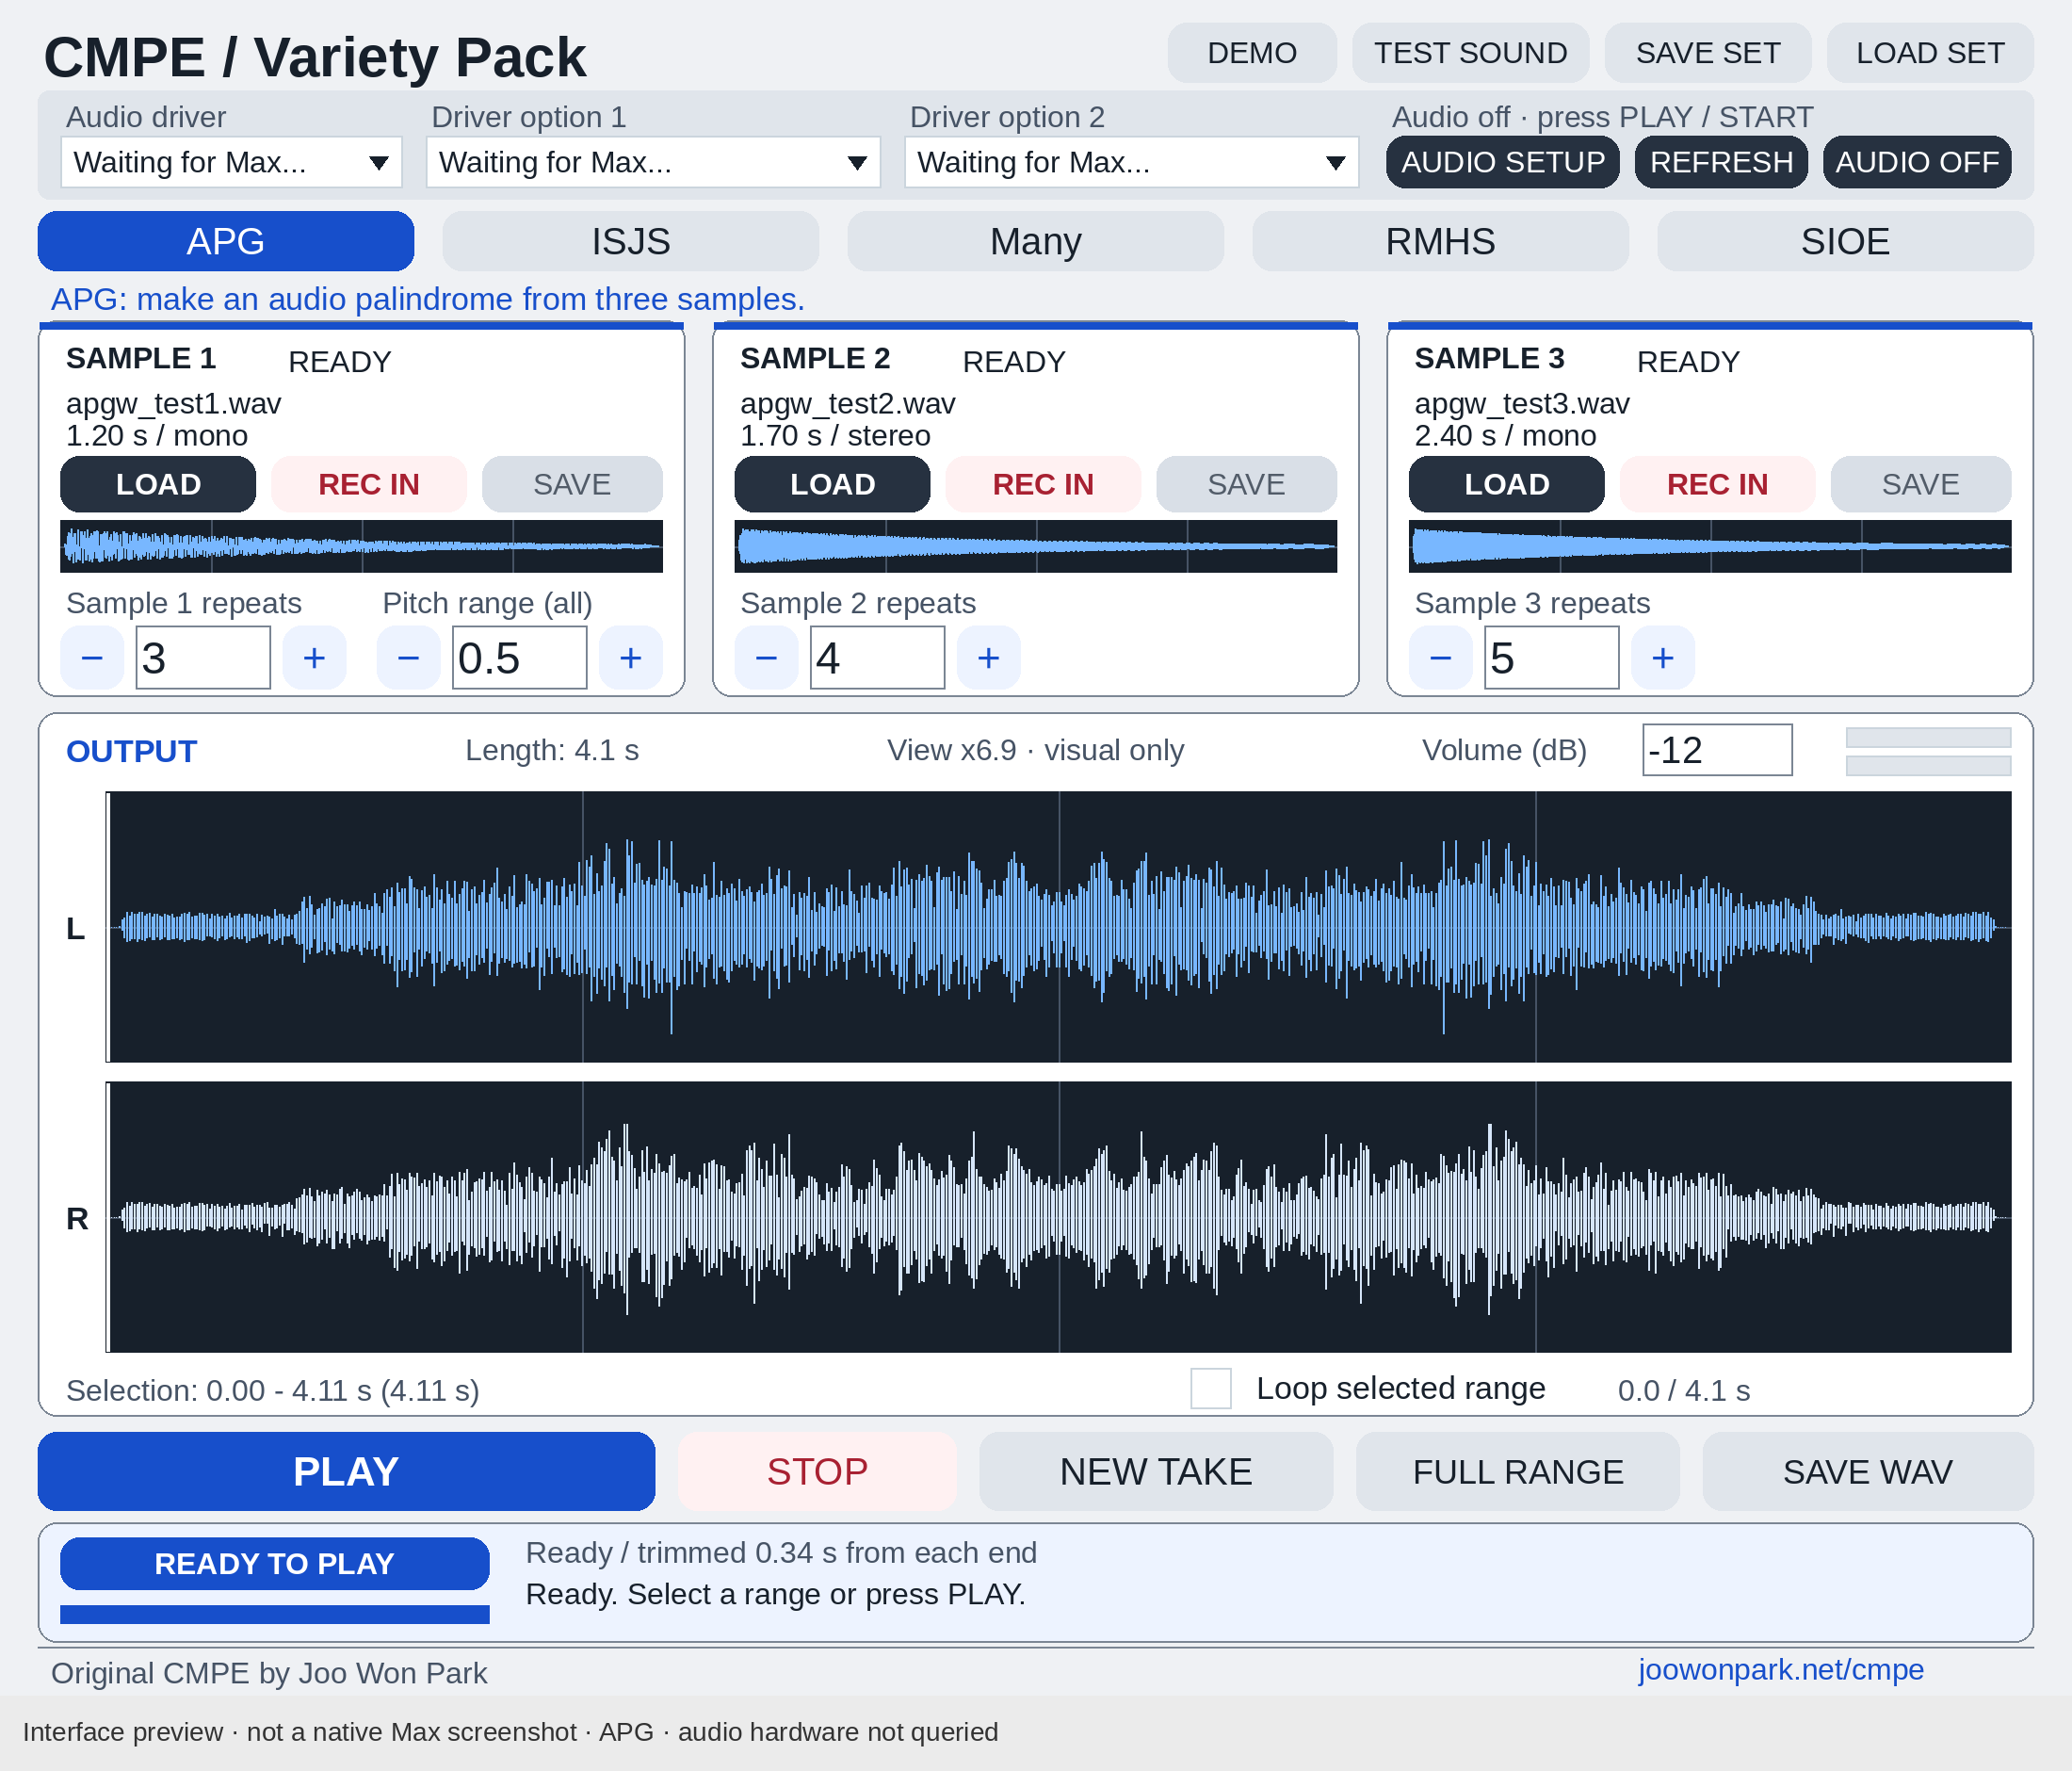 CMPE / Variety Pack
DEMO TEST SOUND SAVE SET LOAD SET
Audio driver Driver option 1 Driver option 2 Audio off · press PLAY / START
Waiting for Max... Waiting for Max... Waiting for Max... AUDIO SETUP REFRESH AUDIO OFF
APG ISJS Many RMHS SIOE
APG: make an audio palindrome from three samples.
SAMPLE 1 READY
apgw_test1.wav
1.20 s / mono
LOAD REC IN SAVE
Sample 1 repeats Pitch range (all)
− 3 + − 0.5 +
SAMPLE 2 READY
apgw_test2.wav
1.70 s / stereo
LOAD REC IN SAVE
Sample 2 repeats
− 4 +
SAMPLE 3 READY
apgw_test3.wav
2.40 s / mono
LOAD REC IN SAVE
Sample 3 repeats
− 5 +
OUTPUT Length: 4.1 s View x6.9 · visual only Volume (dB) -12
L
R
Selection: 0.00 - 4.11 s (4.11 s) Loop selected range 0.0 / 4.1 s
PLAY STOP NEW TAKE FULL RANGE SAVE WAV
READY TO PLAY
Ready / trimmed 0.34 s from each end
Ready. Select a range or press PLAY.
Original CMPE by Joo Won Park joowonpark.net/cmpe
Interface preview · not a native Max screenshot · APG · audio hardware not queried